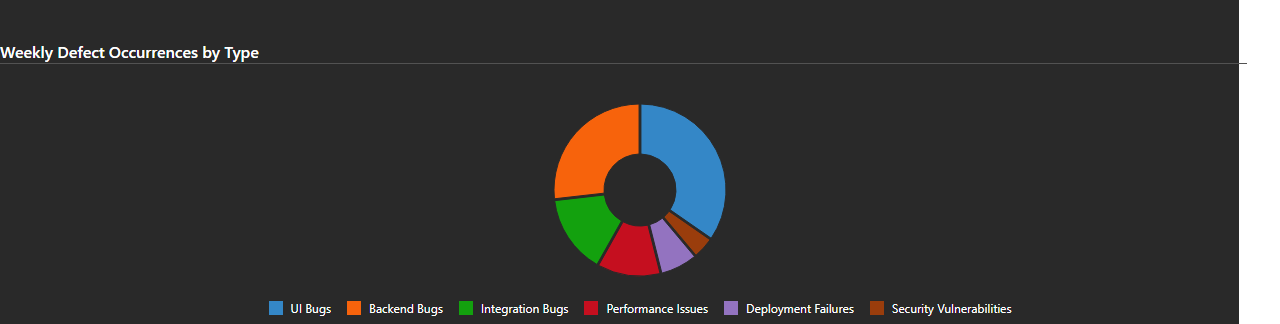 Weekly Defect Occurrences by Type
UI Bugs Backend Bugs Integration Bugs Performance Issues Deployment Failures Security Vulnerabilities